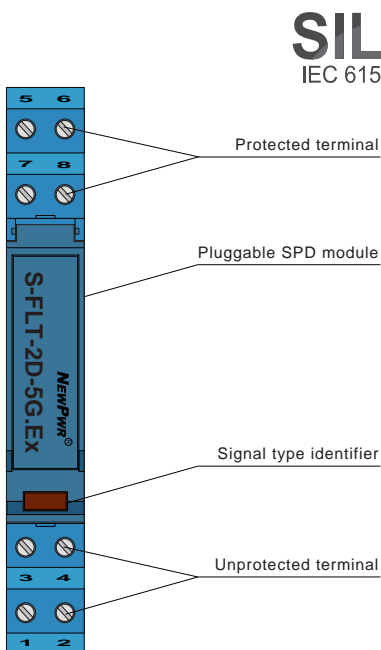 SIL
IEC 615
5 6
Protected terminal
7 8
Pluggable SPD module
S-FLT-2D-5G.Ex
NEWPWR®
Signal type identifier
Unprotected terminal
3 4
1 2